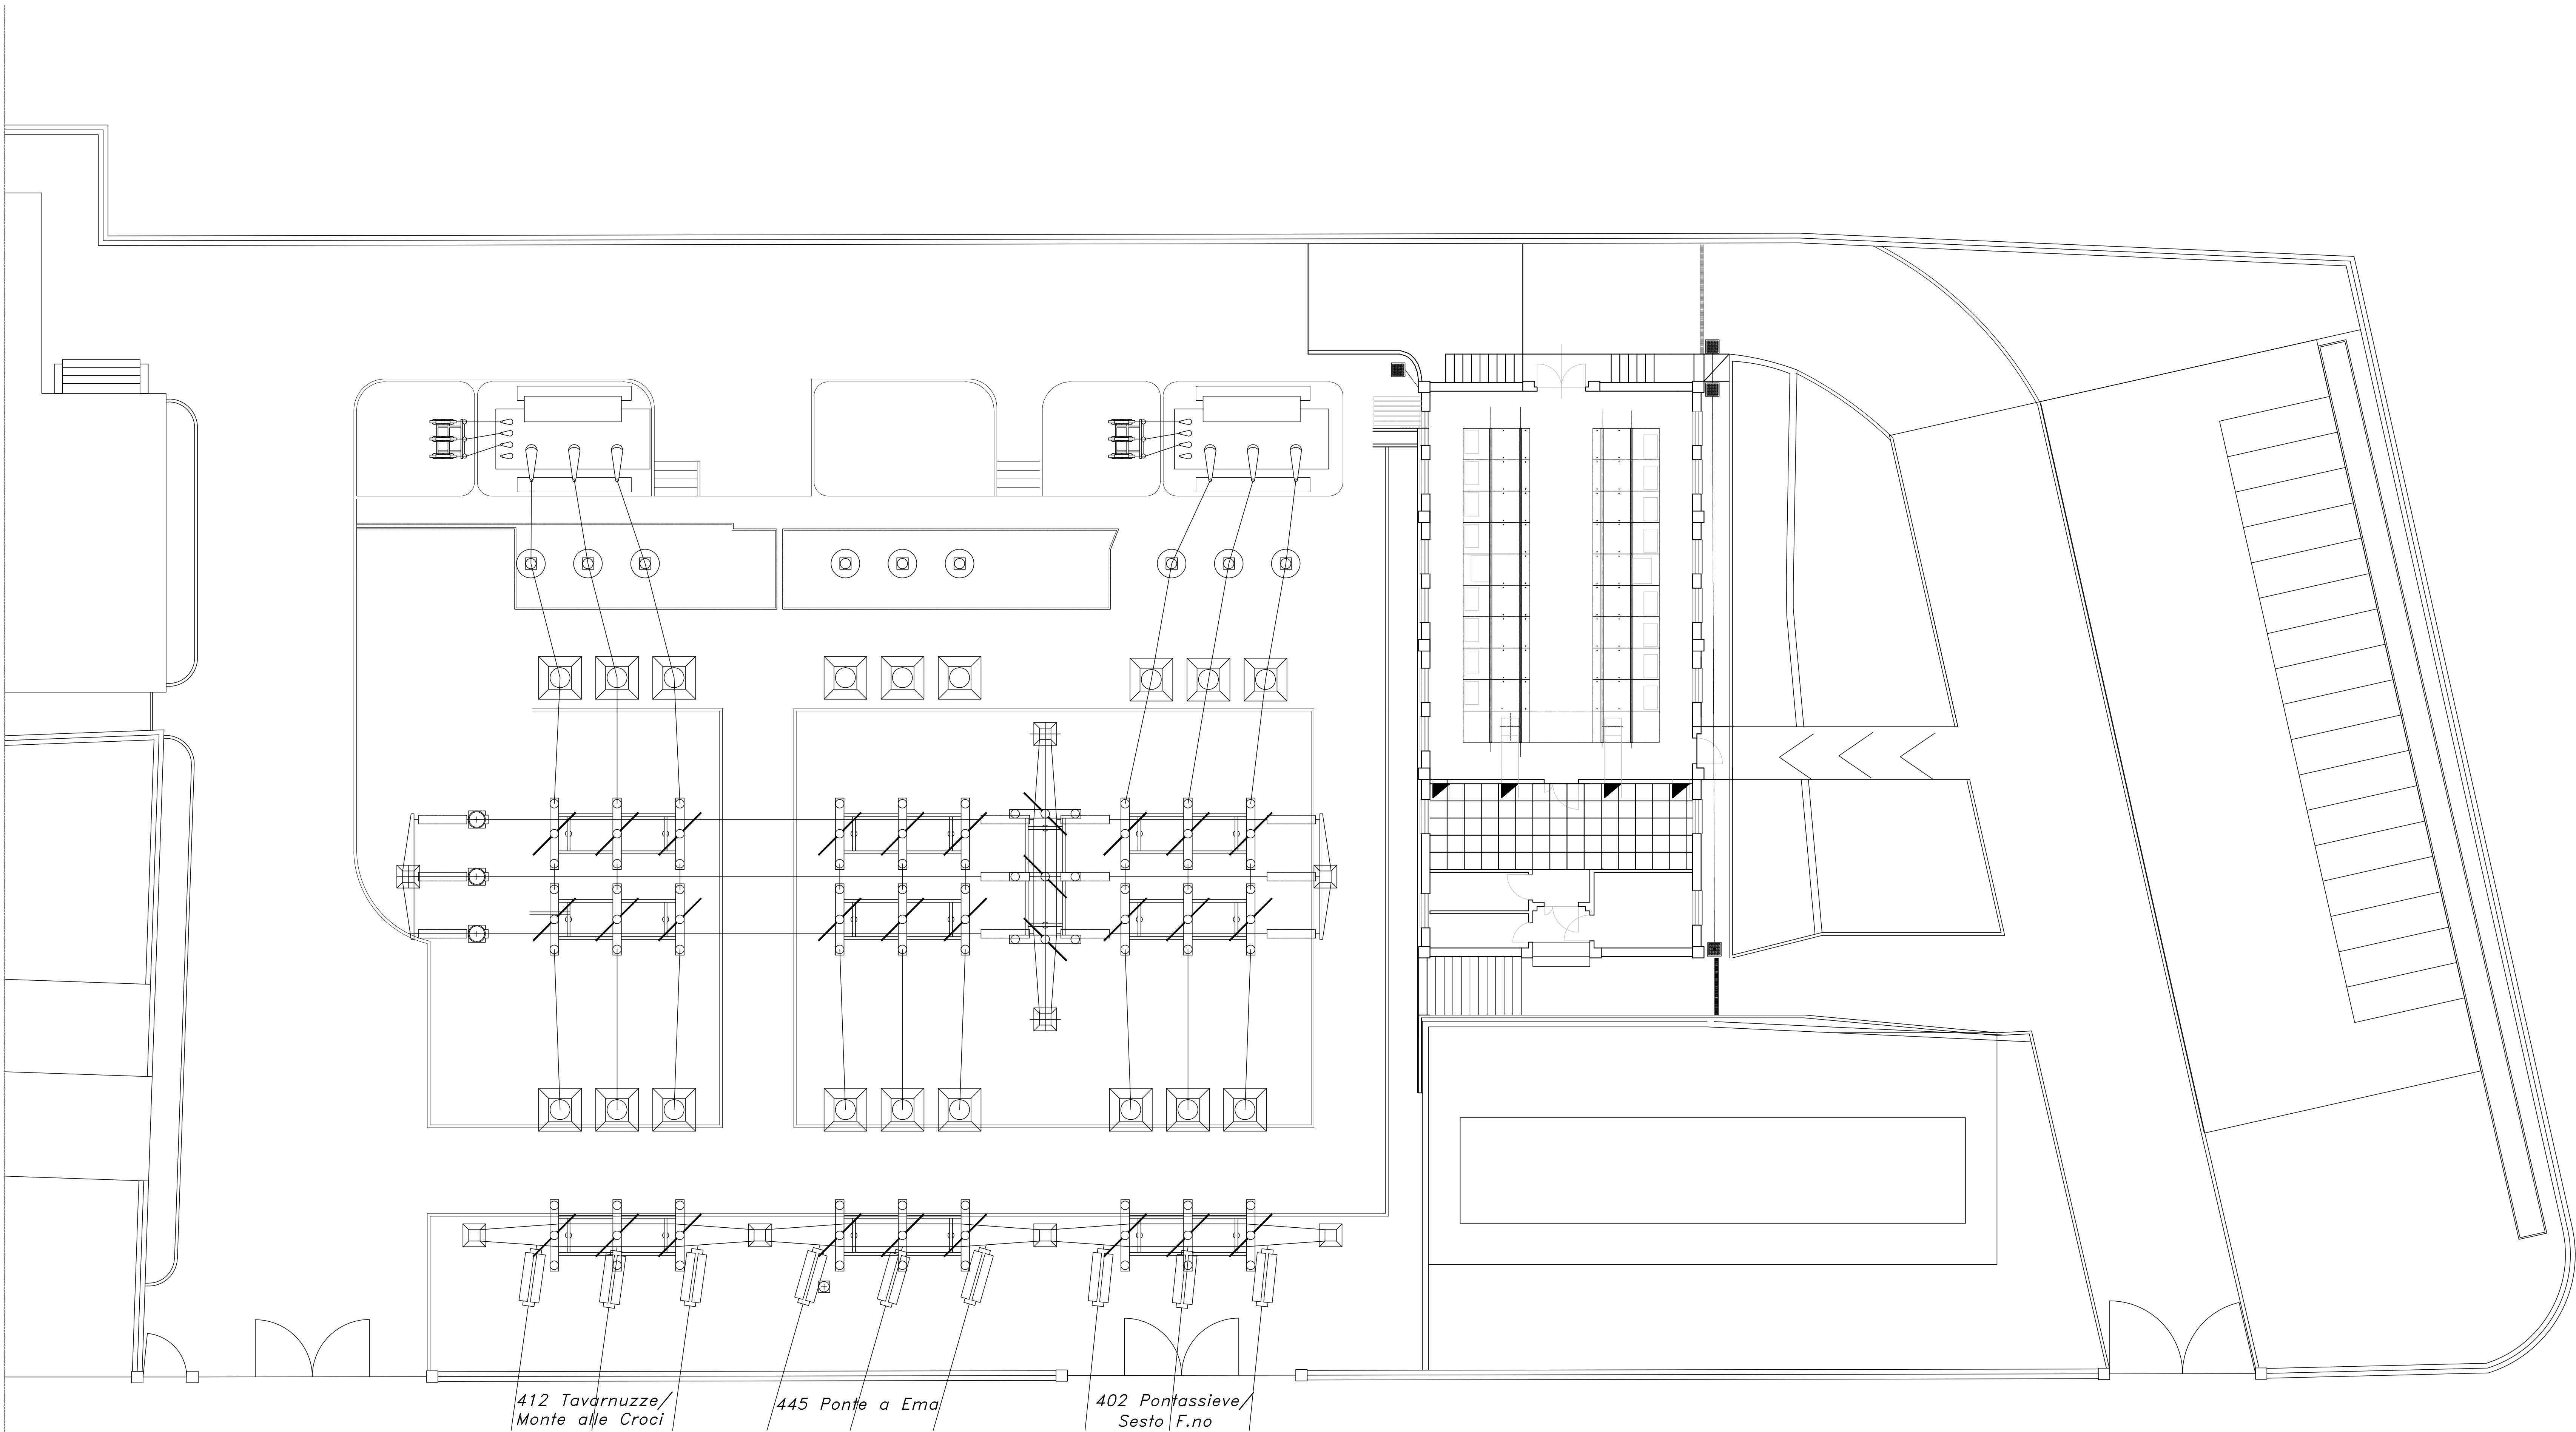 412 Tavarnuzze/
Monte alle Croci
445 Ponte a Ema
402 Pontassieve/
Sesto F.no